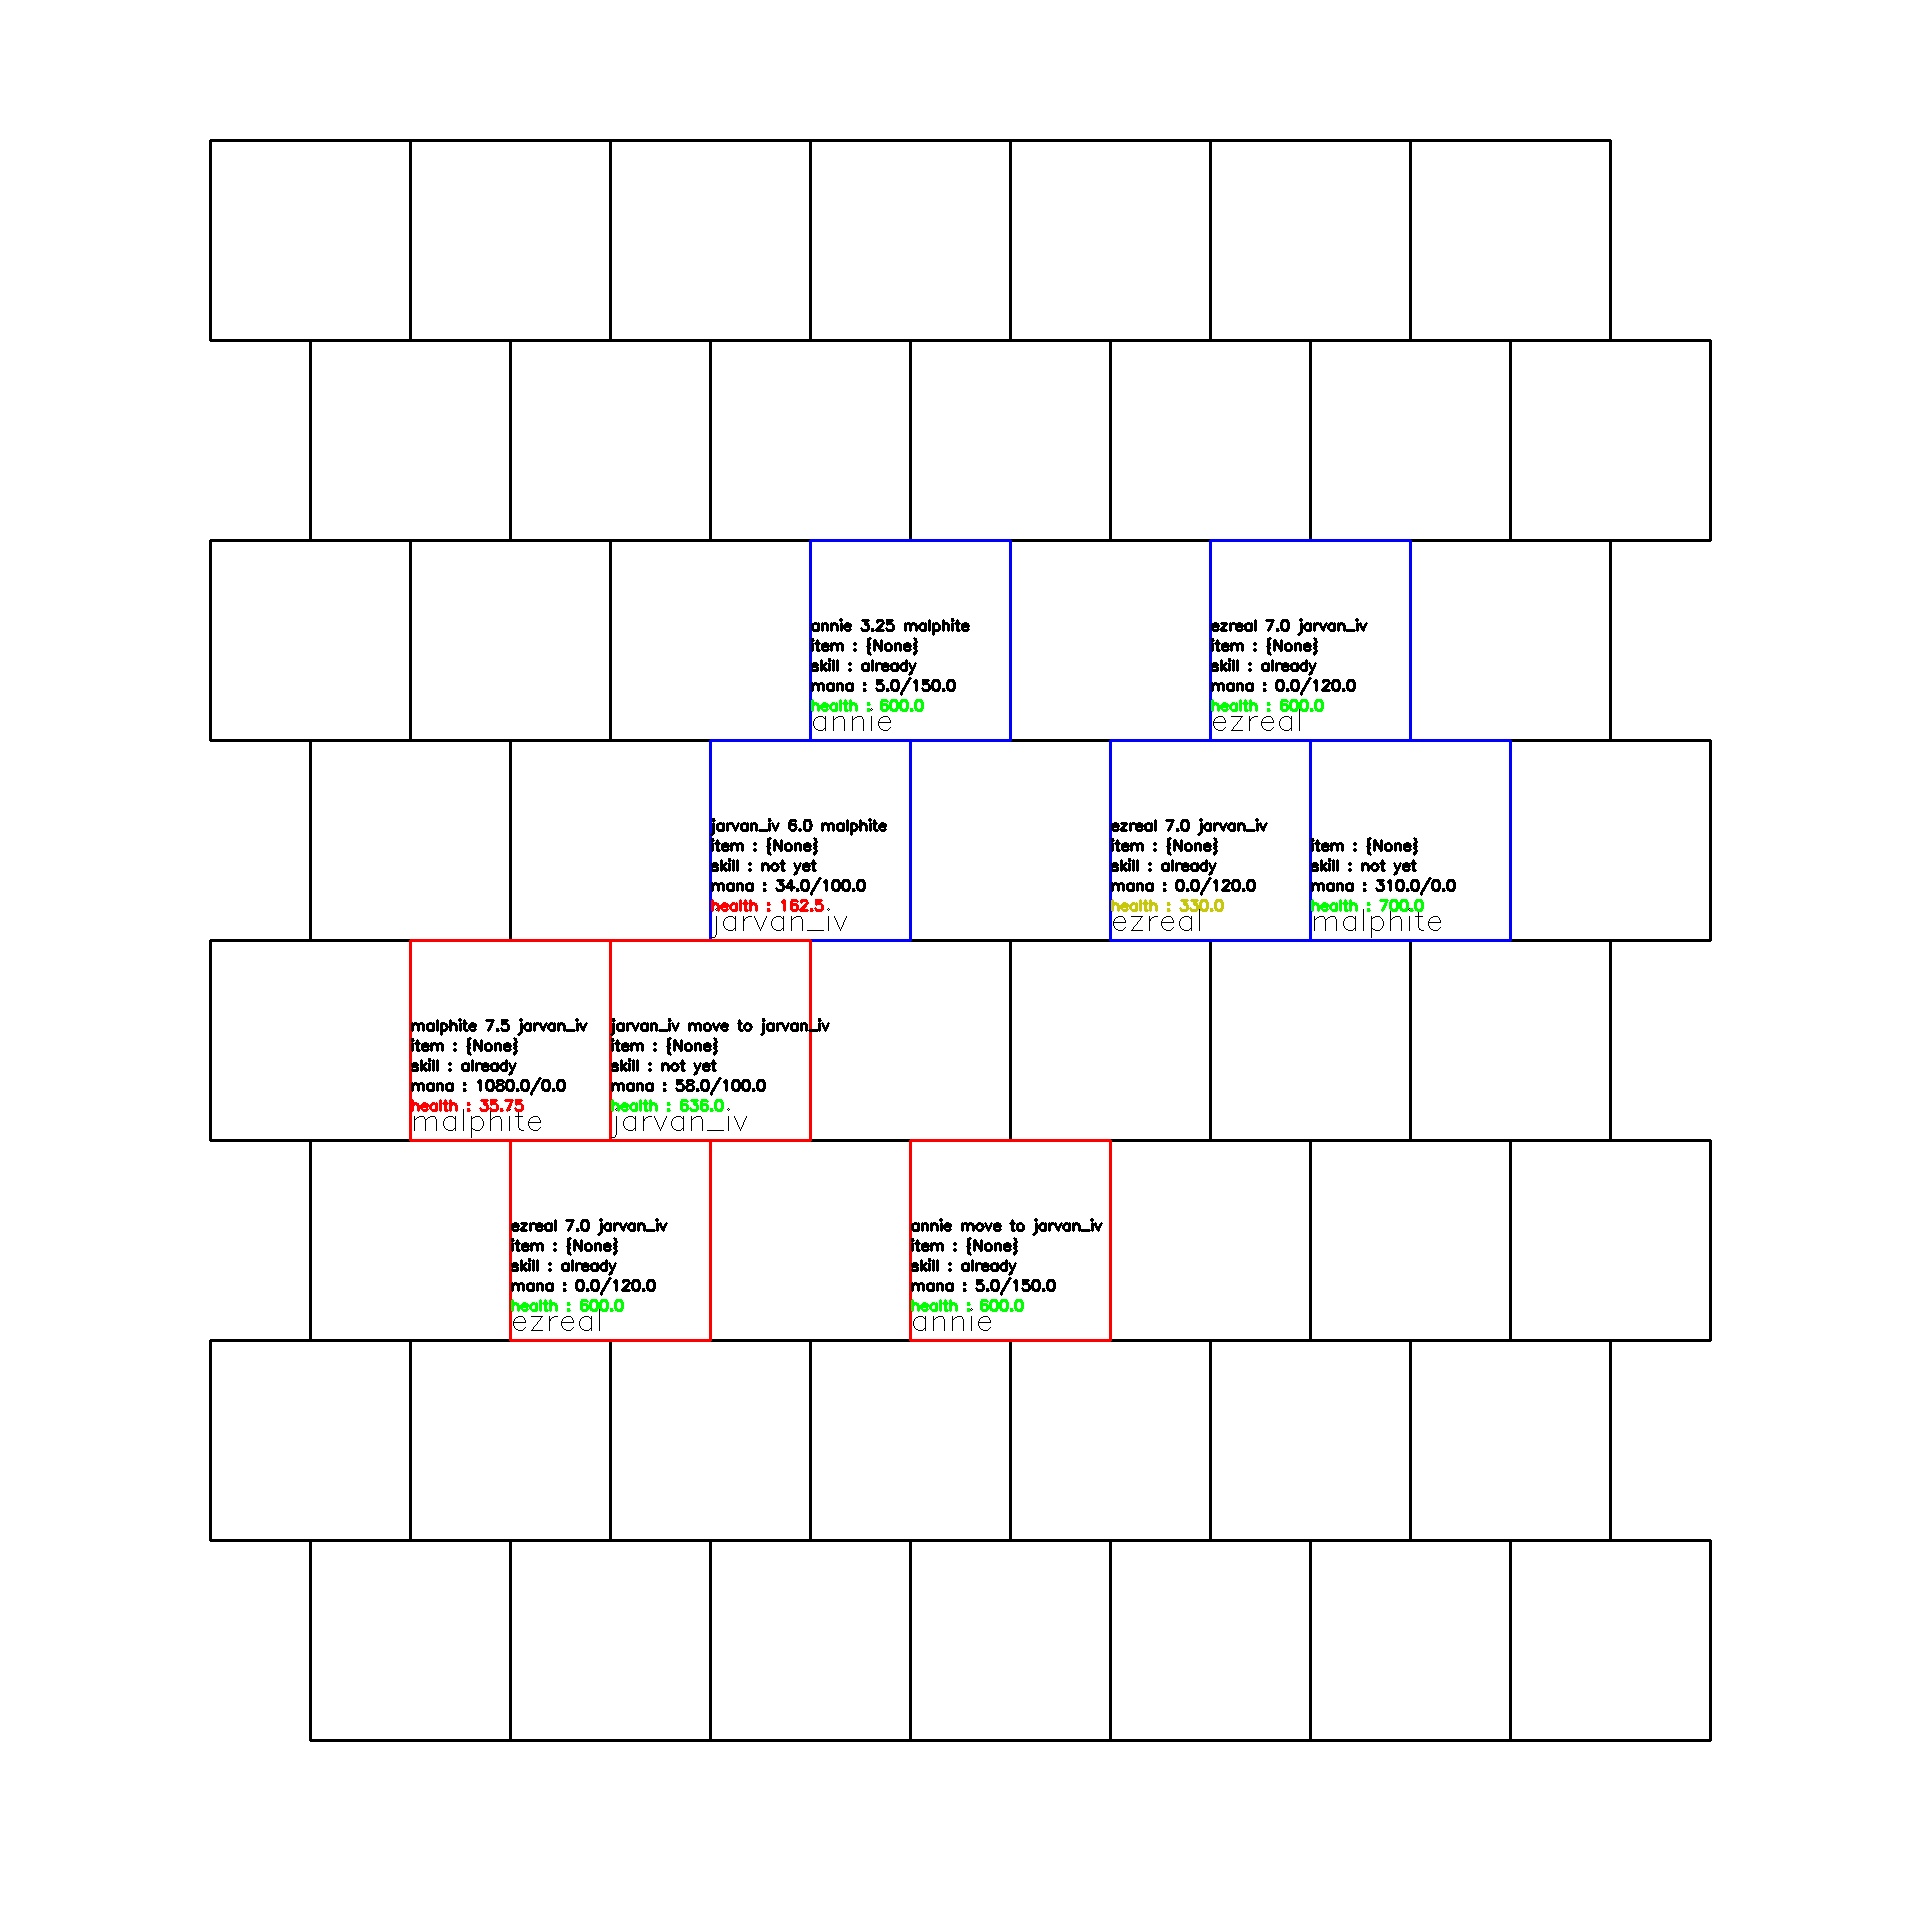 annie 3.25 malphite
item : {None}
skill : already
mana : 5.0/150.0
health : 600.0
annie
ezreal 7.0 jarvan_iv
item : {None}
skill : already
mana : 0.0/120.0
health : 600.0
ezreal
jarvan_iv 6.0 malphite
item : {None}
skill : not yet
mana : 34.0/100.0
health : 162.5
jarvan_iv
ezreal 7.0 jarvan_iv
item : {None}
skill : already
mana : 0.0/120.0
health : 330.0
ezreal
item : {None}
skill : not yet
mana : 310.0/0.0
health : 700.0
malphite
malphite 7.5 jarvan_iv
item : {None}
skill : already
mana : 1080.0/0.0
health : 35.75
malphite
jarvan_iv move to jarvan_iv
item : {None}
skill : not yet
mana : 58.0/100.0
health : 636.0
jarvan_iv
ezreal 7.0 jarvan_iv
item : {None}
skill : already
mana : 0.0/120.0
health : 600.0
ezreal
annie move to jarvan_iv
item : {None}
skill : already
mana : 5.0/150.0
health : 600.0
annie